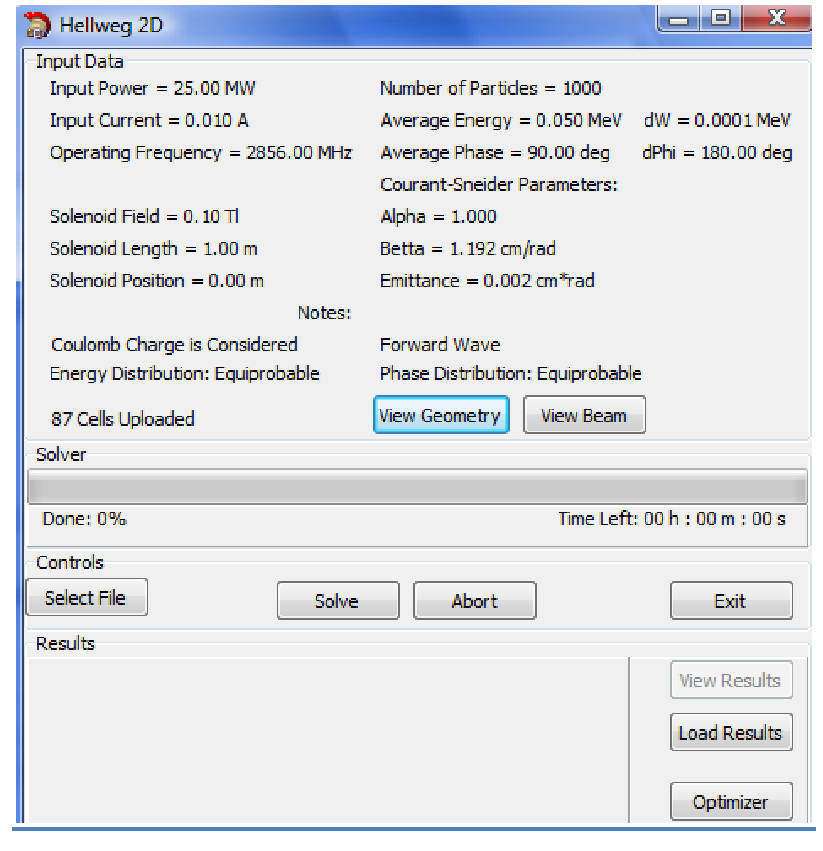 Hellweg 2D
Input Data
Input Power = 25.00 MW Number of Particles = 1000
Input Current = 0.010 A Average Energy = 0.050 MeV dW = 0.0001 MeV
Operating Frequency = 2856.00 MHz Average Phase = 90.00 deg dPhi = 180.00 deg
Courant-Sneider Parameters:
Solenoid Field = 0.10 Tl Alpha = 1.000
Solenoid Length = 1.00 m Betta = 1.192 cm/rad
Solenoid Position = 0.00 m Emittance = 0.002 cm*rad
Notes:
Coulomb Charge is Considered Forward Wave
Energy Distribution: Equiprobable Phase Distribution: Equiprobable
87 Cells Uploaded View Geometry View Beam
Solver
Done: 0% Time Left: 00 h : 00 m : 00 s
Controls
Select File Solve Abort Exit
Results
View Results
Load Results
Optimizer